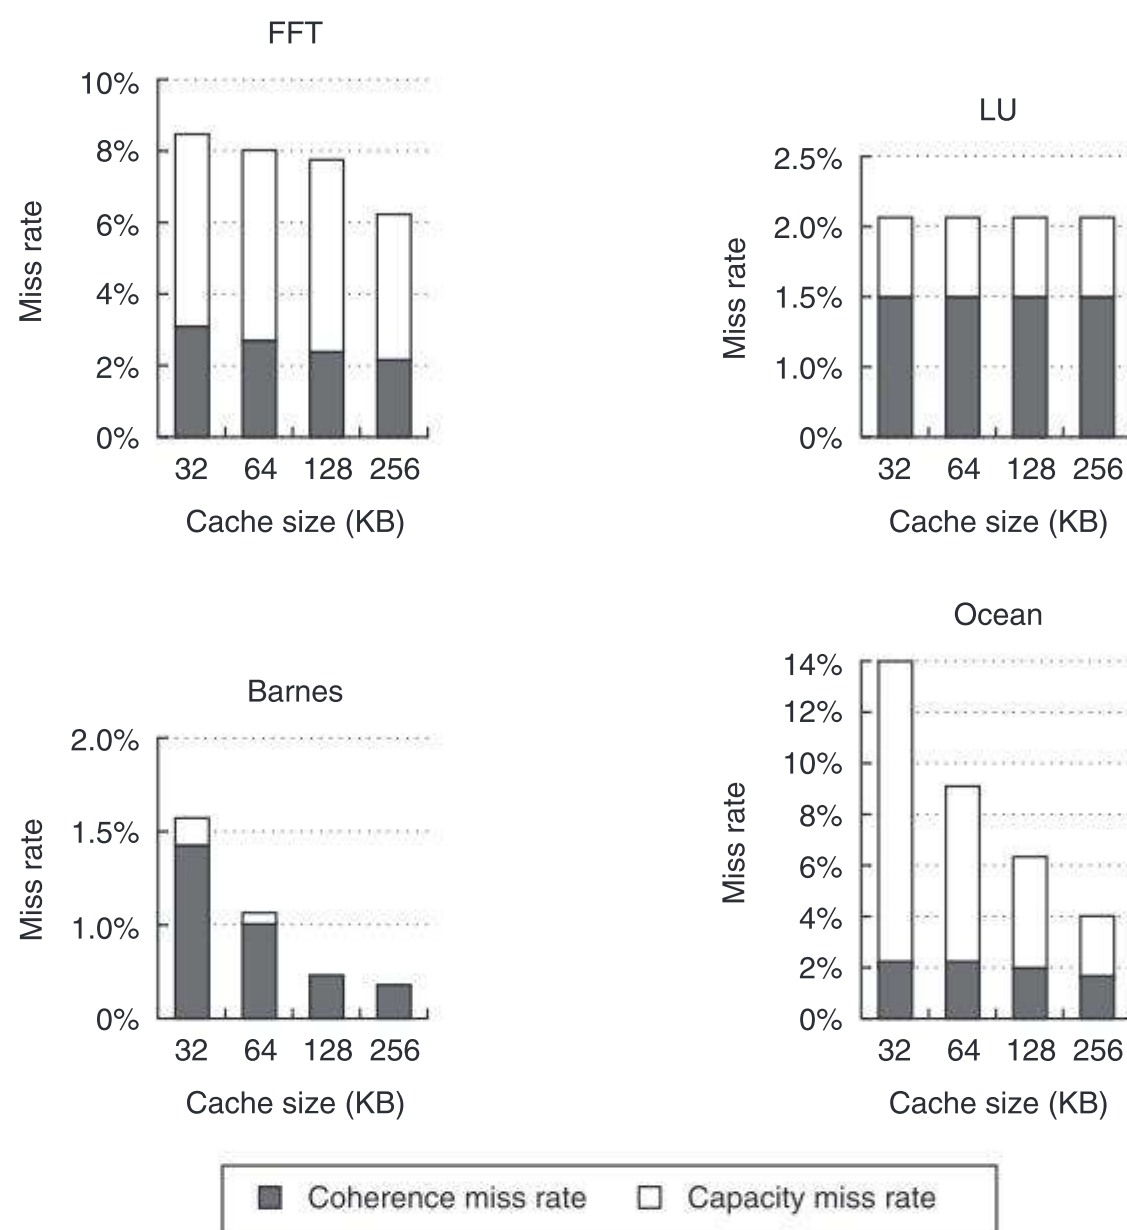 FFT
10%
8%
6%
4%
2%
0%
Miss rate
32 64 128 256
Cache size (KB)
LU
2.5%
2.0%
1.5%
1.0%
0%
Miss rate
32 64 128 256
Cache size (KB)
Barnes
2.0%
1.5%
1.0%
0%
Miss rate
32 64 128 256
Cache size (KB)
Ocean
14%
12%
10%
8%
6%
4%
2%
0%
Miss rate
32 64 128 256
Cache size (KB)
Coherence miss rate Capacity miss rate